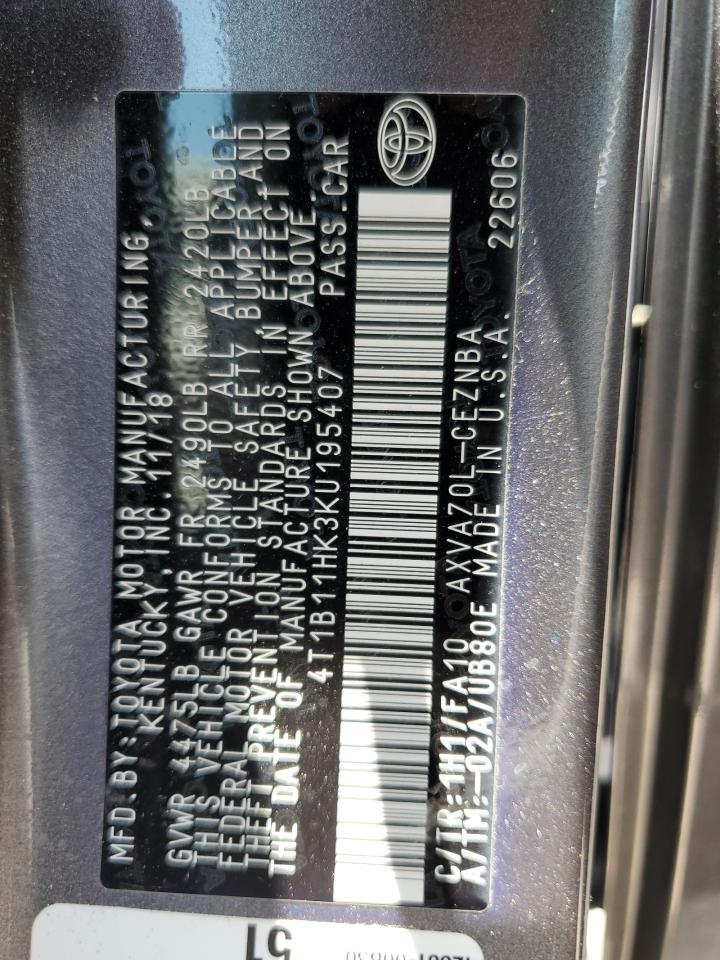 MFD.BY:TOYOTA MOTOR MANUFACTURING,
KENTUCKY, INC.11/18
GVWR 4475LB GAWR FR 2490LB RR 2420LB
THIS VEHICLE CONFORMS TO ALL APPLICABLE
FEDERAL MOTOR VEHICLE SAFETY BUMPER AND
THEFT PREVENTION STANDARDS IN EFFECT ON
THE DATE OF MANUFACTURE SHOWN ABOVE.
4T1B11HK3KU195407 PASS.CAR
C/TR:1H1/FA10 AXVA70L-CEZNBA
A/TM:-02A/UB80E MADE IN U.S.A. 22606
51